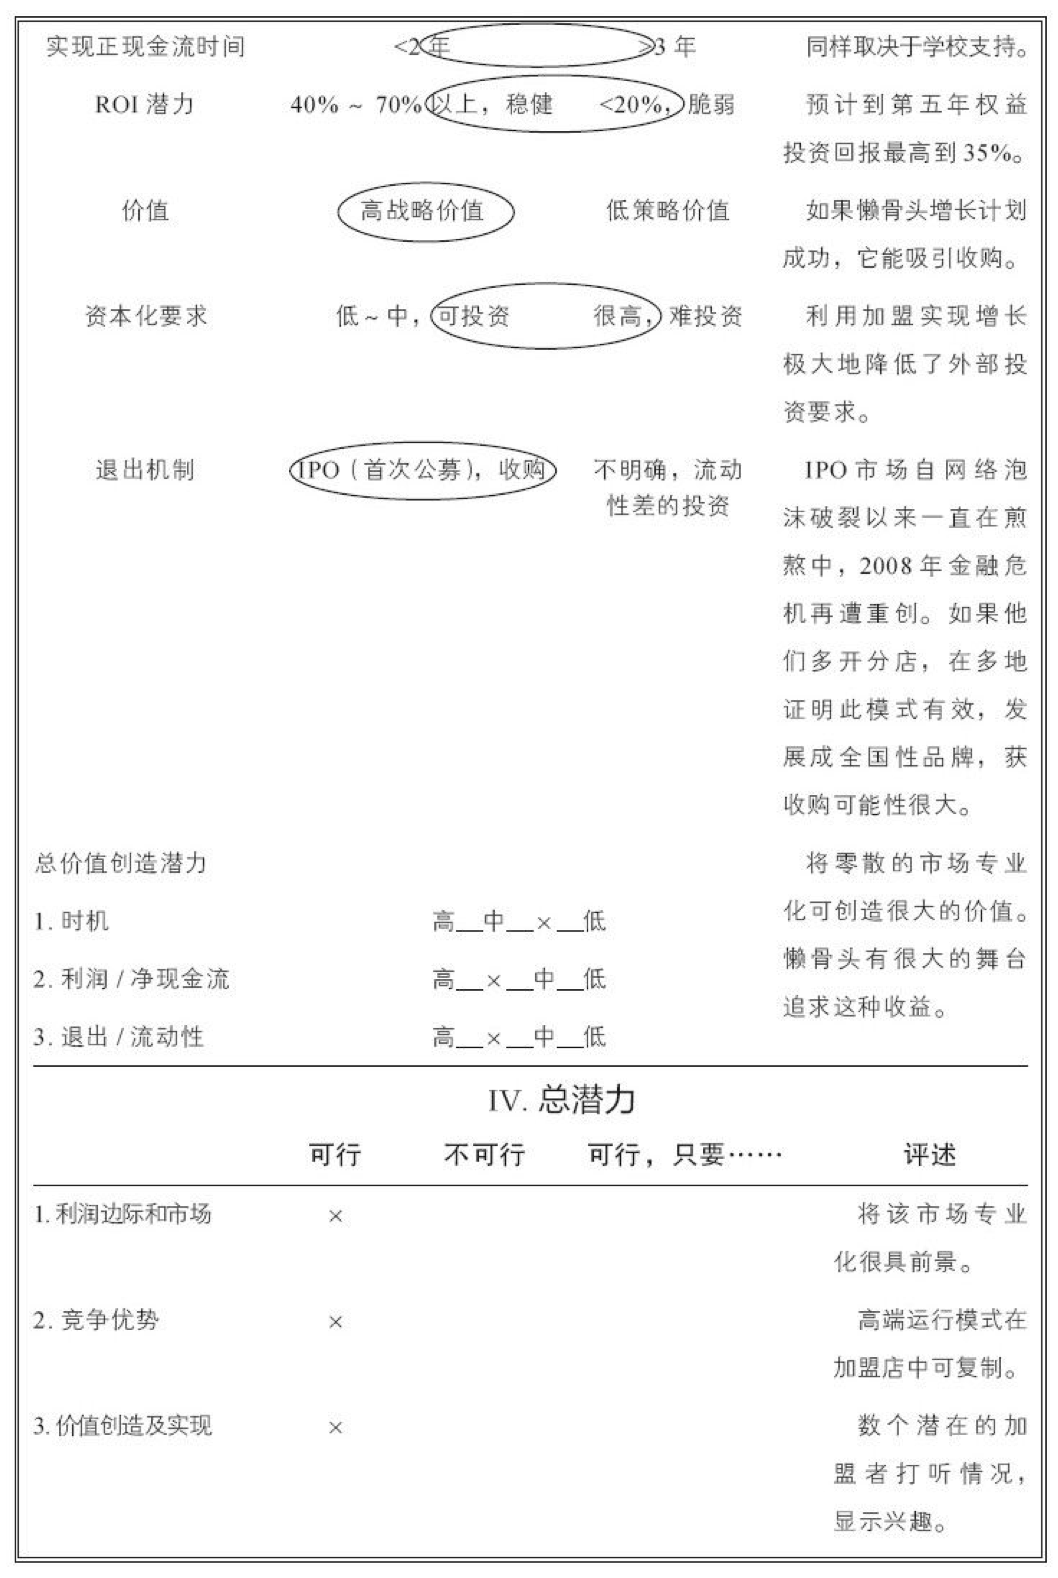 实现正现金流时间 <2年 >3 年 同样取决于学校支持。
ROI 潜力 40% ~ 70%以上，稳健 <20%，脆弱 预计到第五年权益
投资回报最高到 35%。
价值 高战略价值 低策略价值 如果懒骨头增长计划
成功，它能吸引收购。
资本化要求 低~中，可投资 很高，难投资 利用加盟实现增长
极大地降低了外部投
资要求。
退出机制 IPO（首次公募），收购 不明确，流动 IPO 市场自网络泡
性差的投资 沫破裂以来一直在煎
熬中，2008 年金融危
机再遭重创。如果他
们多开分店，在多地
证明此模式有效，发
展成全国性品牌，获
收购可能性很大。
总价值创造潜力 将零散的市场专业
1. 时机 高__中__×__低 化可创造很大的价值。
2. 利润 / 净现金流 高__×__中__低 懒骨头有很大的舞台
3. 退出 / 流动性 高__×__中__低 追求这种收益。
IV. 总潜力
可行 不可行 可行，只要…… 评述
1. 利润边际和市场 × 将该市场专业
化很具前景。
2. 竞争优势 × 高端运行模式在
加盟店中可复制。
3. 价值创造及实现 × 数个潜在的加
盟者打听情况，
显示兴趣。